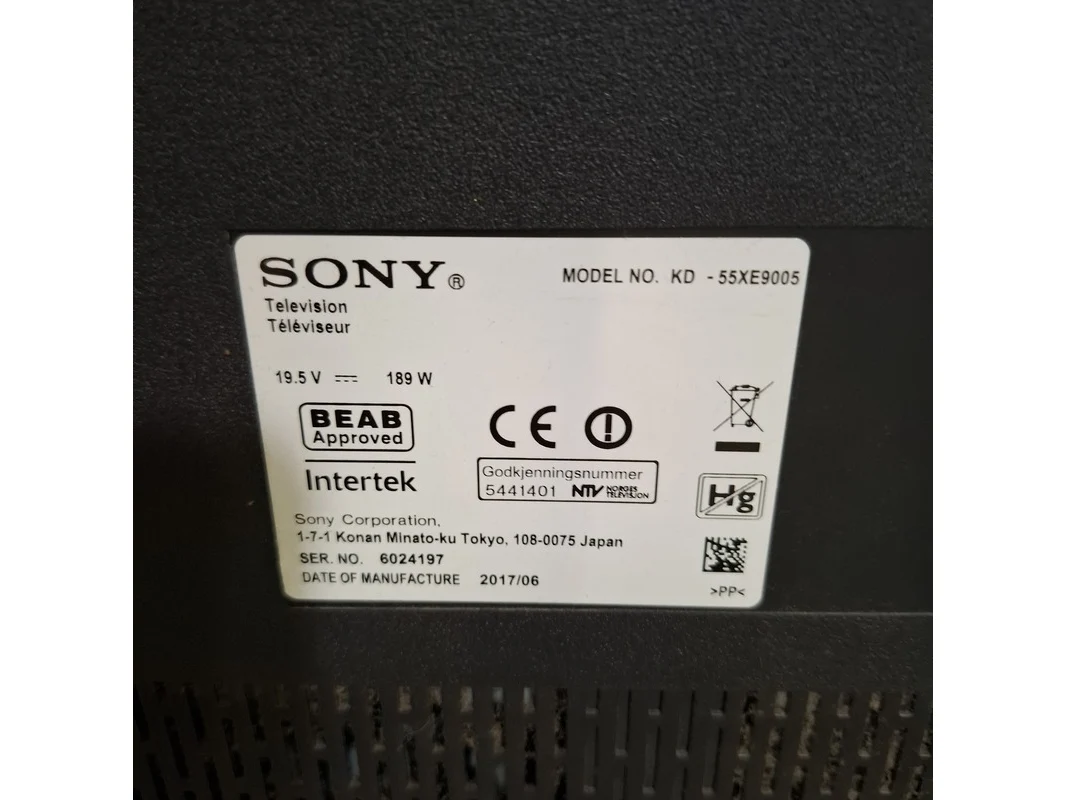 SONY®
MODEL NO. KD - 55XE9005
Television
Téléviseur
19.5 V ⎓ 189 W
BEAB
Approved
Intertek
CE
Godkjenningsnummer
5441401 NTV NORGES
TELEVISJON
Hg
Sony Corporation,
1-7-1 Konan Minato-ku Tokyo, 108-0075 Japan
SER. NO. 6024197
DATE OF MANUFACTURE 2017/06
>PP<